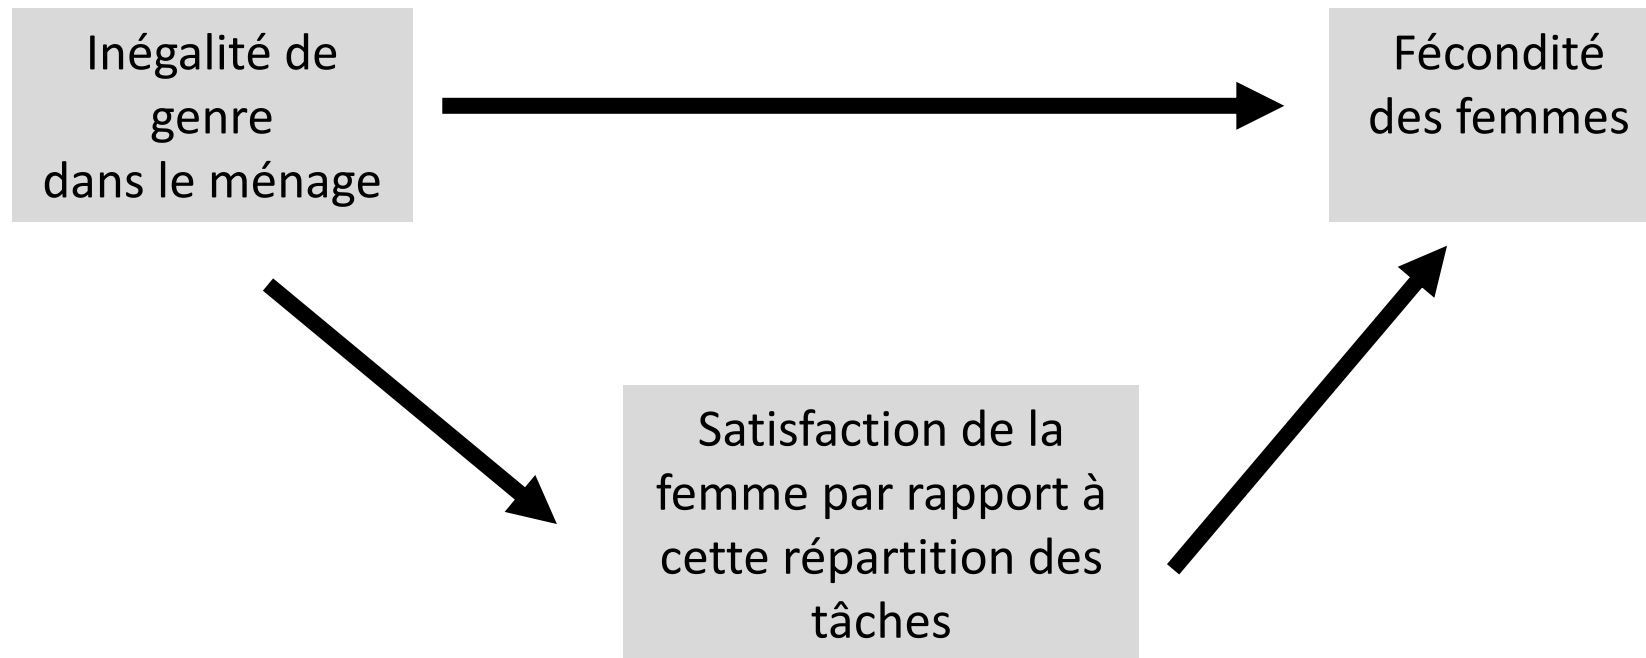 Inégalité de
genre
dans le ménage
Fécondité
des femmes
Satisfaction de la
femme par rapport à
cette répartition des
tâches